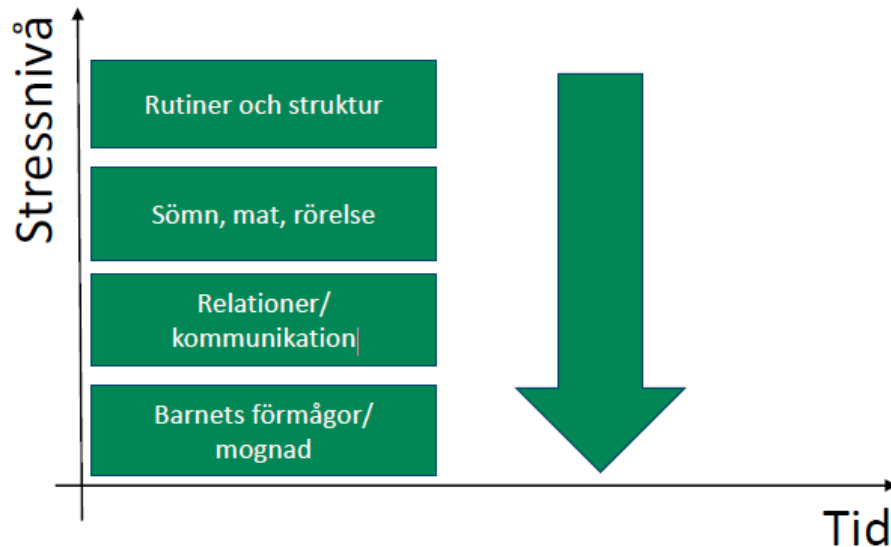 Stressnivå
Rutiner och struktur
Sömn, mat, rörelse
Relationer/
kommunikation
Barnets förmågor/
mognad
Tid